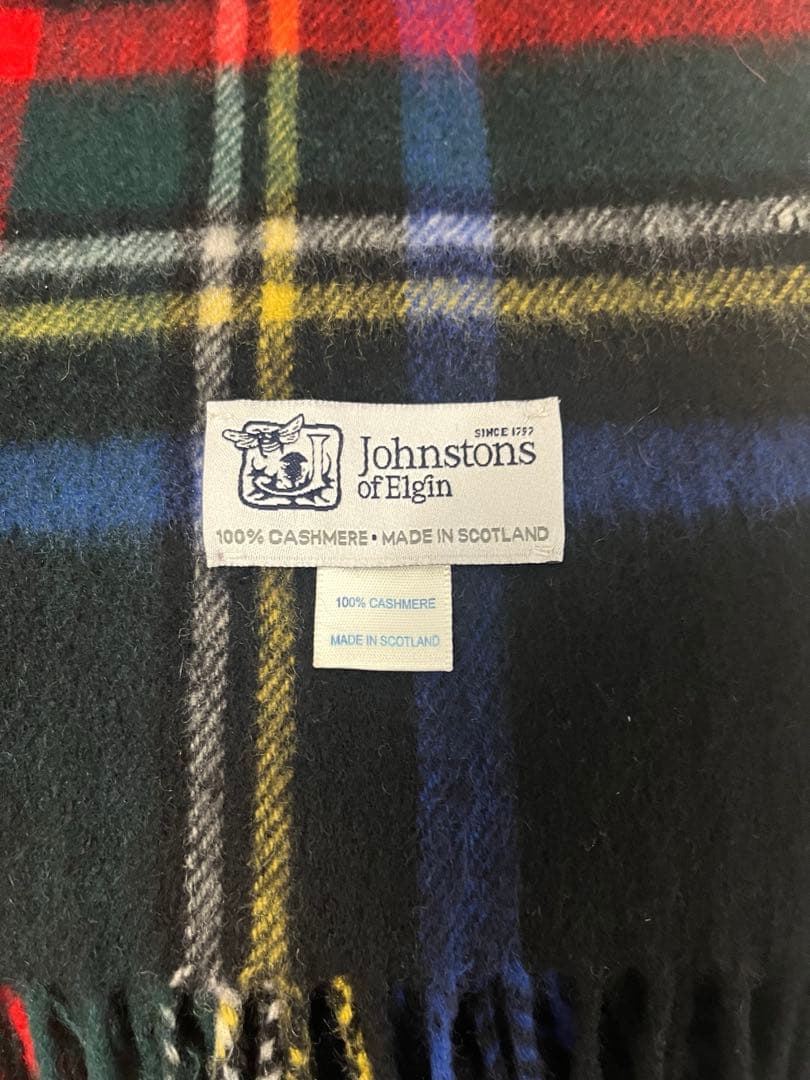 SINCE 1797
Johnstons
of Elgin
100% CASHMERE • MADE IN SCOTLAND
100% CASHMERE
MADE IN SCOTLAND